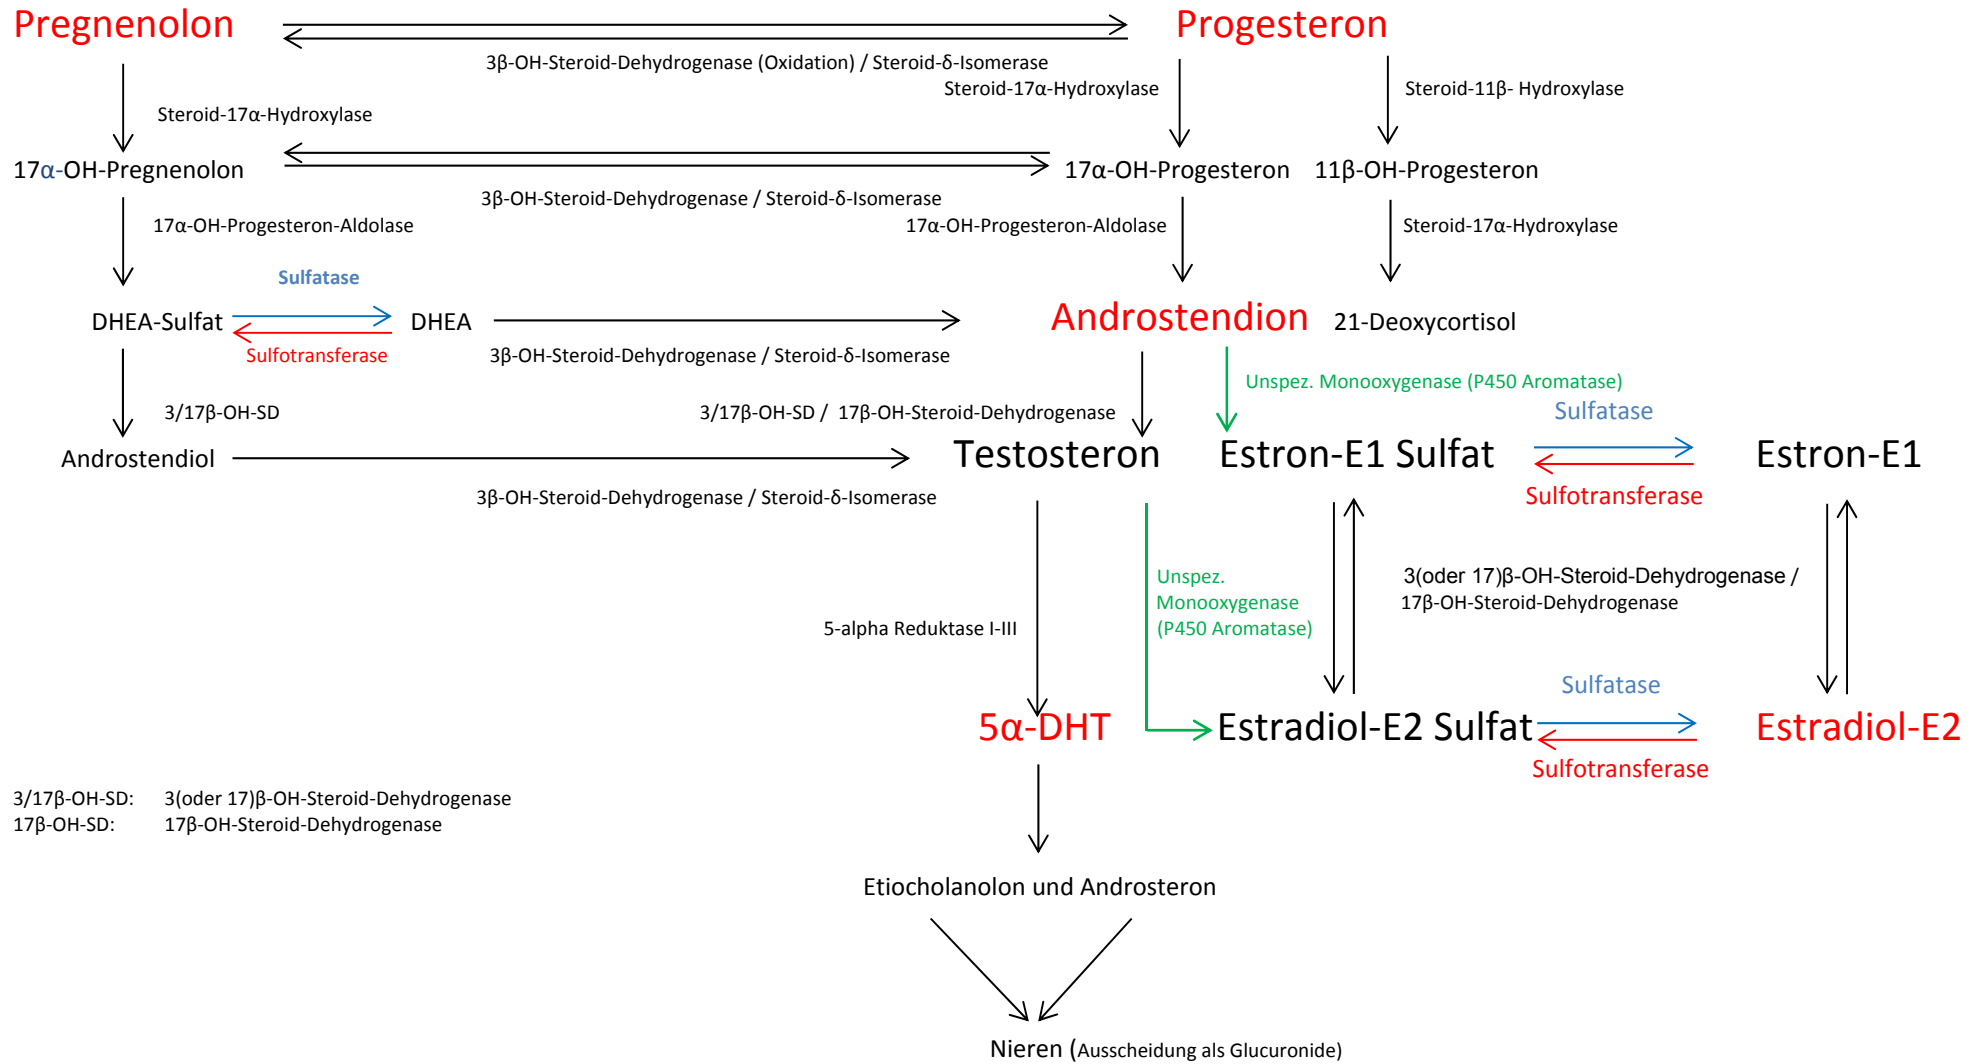 Pregnenolon
Progesteron
3β-OH-Steroid-Dehydrogenase (Oxidation) / Steroid-δ-Isomerase
Steroid-17α-Hydroxylase
Steroid-11β- Hydroxylase
Steroid-17α-Hydroxylase
17α-OH-Pregnenolon
17α-OH-Progesteron
11β-OH-Progesteron
3β-OH-Steroid-Dehydrogenase / Steroid-δ-Isomerase
17α-OH-Progesteron-Aldolase
17α-OH-Progesteron-Aldolase
Steroid-17α-Hydroxylase
Sulfatase
DHEA-Sulfat
DHEA
Androstendion
21-Deoxycortisol
Sulfotransferase
3β-OH-Steroid-Dehydrogenase / Steroid-δ-Isomerase
Unspez. Monooxygenase (P450 Aromatase)
3/17β-OH-SD
3/17β-OH-SD / 17β-OH-Steroid-Dehydrogenase
Sulfatase
Androstendiol
Testosteron
Estron-E1 Sulfat
Estron-E1
3β-OH-Steroid-Dehydrogenase / Steroid-δ-Isomerase
Sulfotransferase
Unspez.
Monooxygenase
(P450 Aromatase)
3(oder 17)β-OH-Steroid-Dehydrogenase /
17β-OH-Steroid-Dehydrogenase
5-alpha Reduktase I-III
Sulfatase
5α-DHT
Estradiol-E2 Sulfat
Estradiol-E2
Sulfotransferase
3/17β-OH-SD: 3(oder 17)β-OH-Steroid-Dehydrogenase
17β-OH-SD: 17β-OH-Steroid-Dehydrogenase
Etiocholanolon und Androsteron
Nieren (Ausscheidung als Glucuronide)